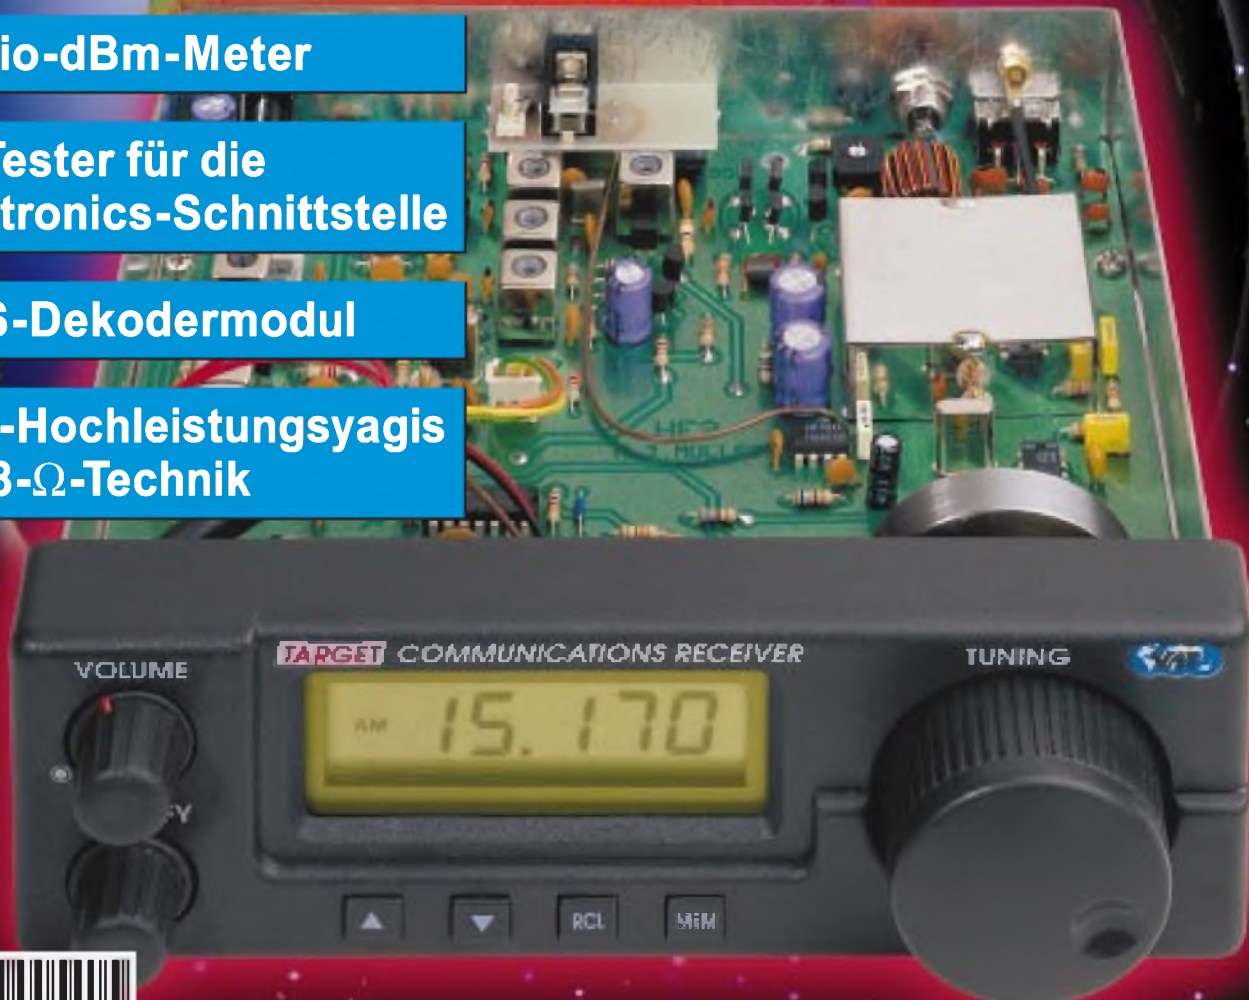 io-dBm-Meter
Tester für die
tronics-Schnittstelle
S-Dekodermodul
-Hochleistungsyagis
3-Ω-Technik
HF3
VOLUME
TARGET COMMUNICATIONS RECEIVER
TUNING
AM 15.170
RCL
MEM